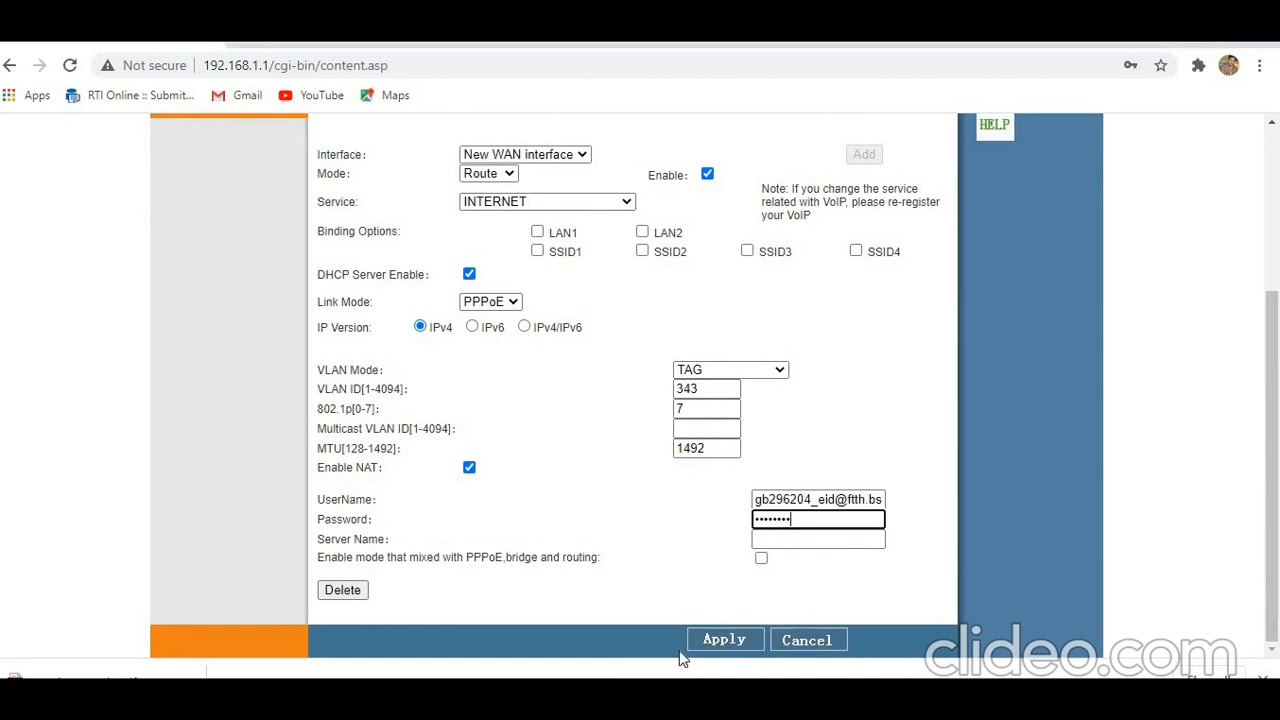 Not secure 192.168.1.1/cgi-bin/content.asp
Apps RTI Online :: Submit... Gmail YouTube Maps
HELP
Interface: New WAN interface Add
Mode: Route Enable:
Note: If you change the service
related with VoIP, please re-register
your VoIP
Service: INTERNET
Binding Options: LAN1 LAN2
SSID1 SSID2 SSID3 SSID4
DHCP Server Enable:
Link Mode: PPPoE
IP Version: IPv4 IPv6 IPv4/IPv6
VLAN Mode: TAG
VLAN ID[1-4094]: 343
802.1p[0-7]: 7
Multicast VLAN ID[1-4094]:
MTU[128-1492]: 1492
Enable NAT:
UserName: gb296204_eid@ftth.bs
Password: ••••••••
Server Name:
Enable mode that mixed with PPPoE,bridge and routing:
Delete
Apply Cancel
clideo.com